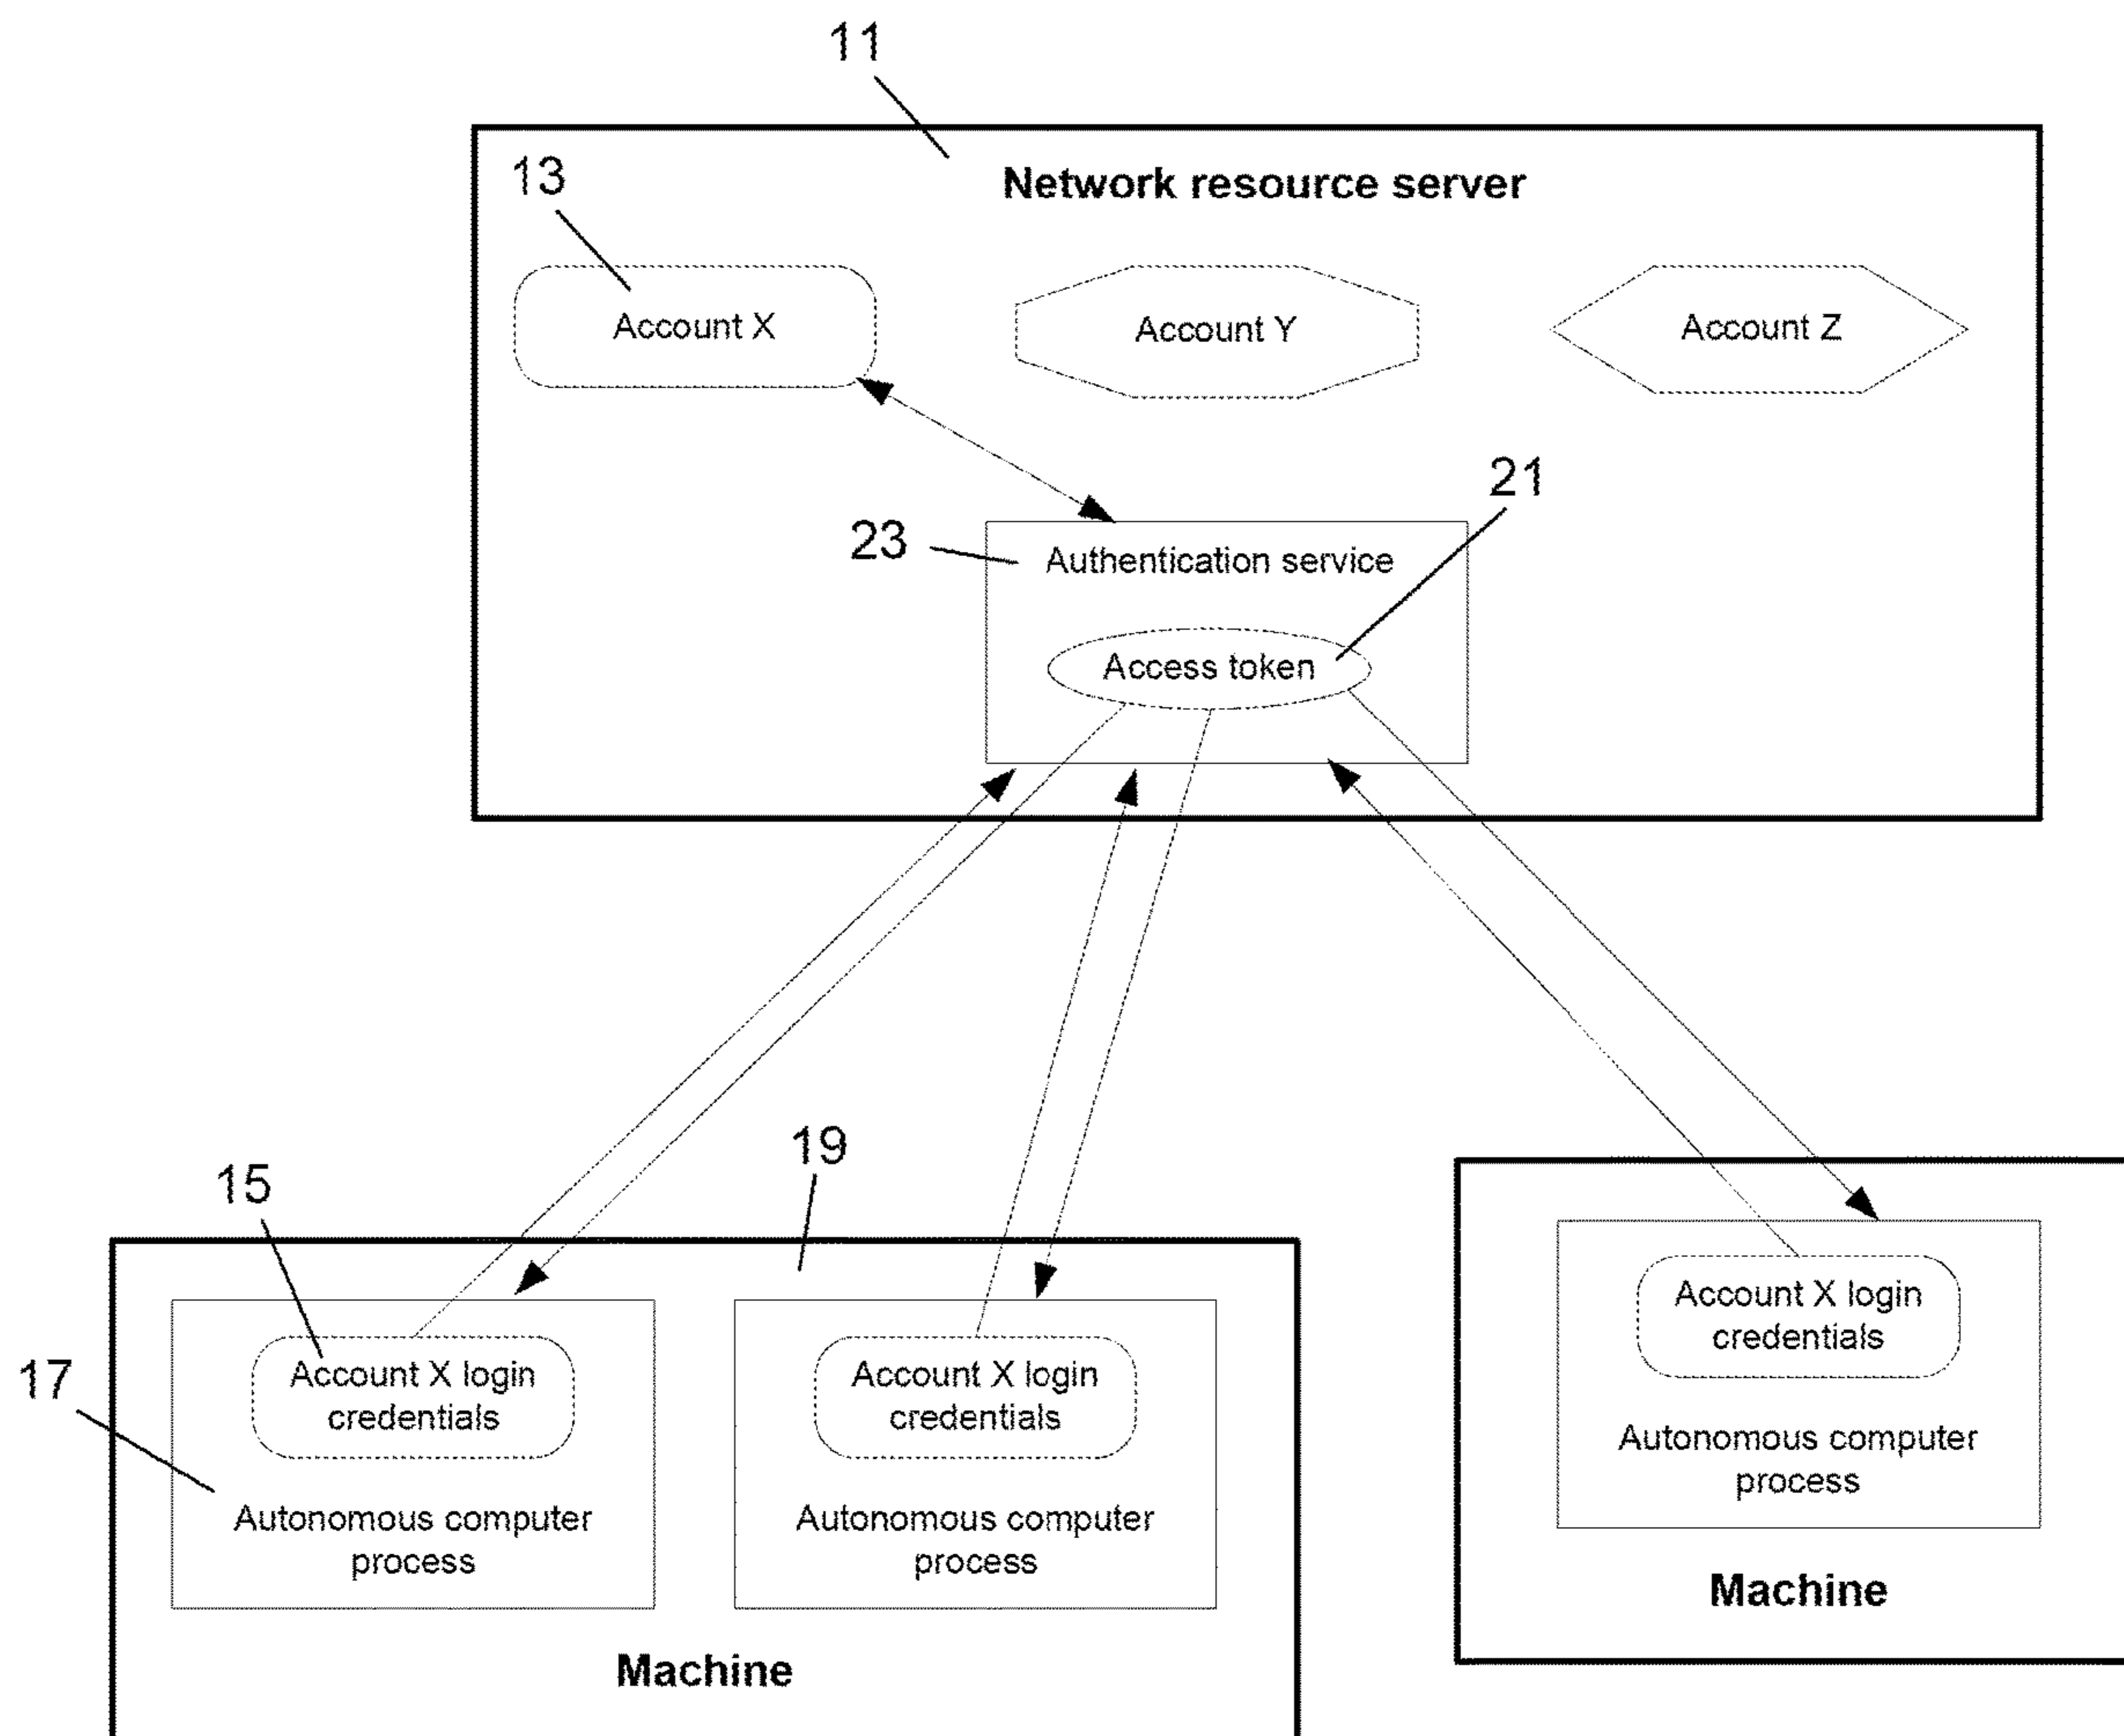 11
Network resource server
13
Account X
Account Y
Account Z
21
23
Authentication service
Access token
19
15
Account X login
credentials
Account X login
credentials
Account X login
credentials
17
Autonomous computer
process
Autonomous computer
process
Autonomous computer
process
Machine
Machine